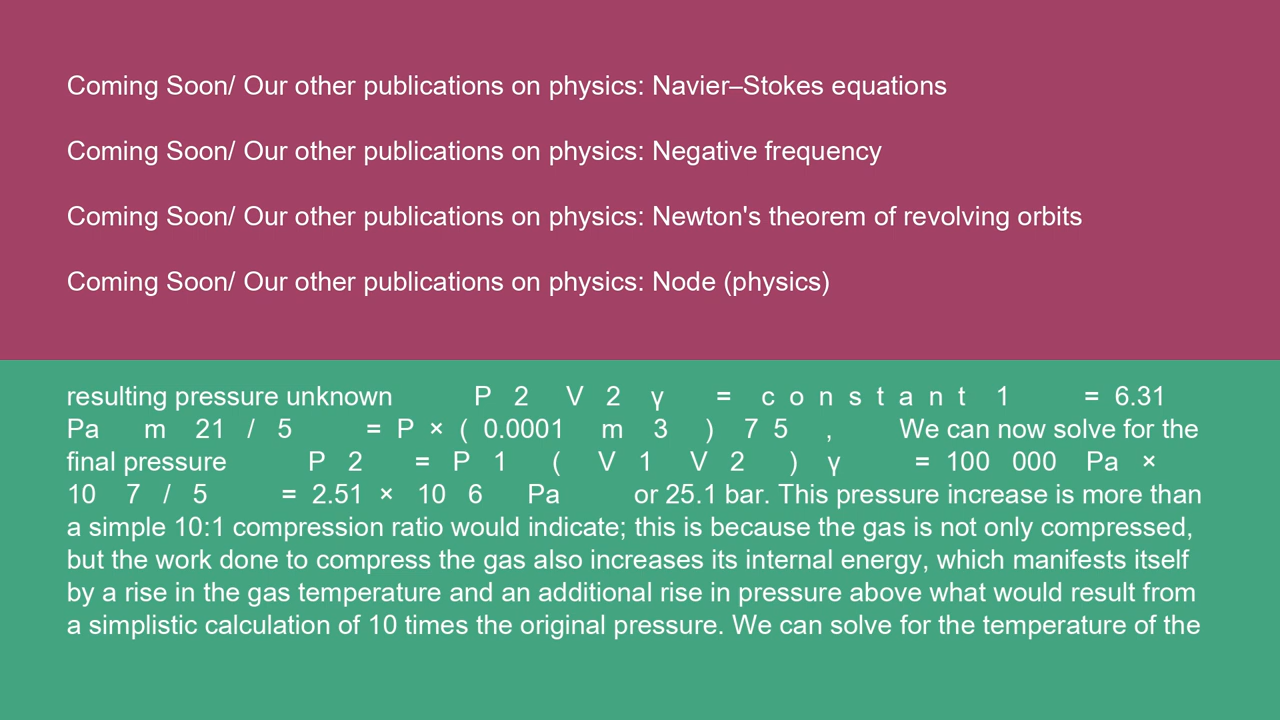 Coming Soon/ Our other publications on physics: Navier–Stokes equations
Coming Soon/ Our other publications on physics: Negative frequency
Coming Soon/ Our other publications on physics: Newton's theorem of revolving orbits
Coming Soon/ Our other publications on physics: Node (physics)
resulting pressure unknown P 2 V 2 γ = c o n s t a n t 1 = 6.31
Pa m 21 / 5 = P × ( 0.0001 m 3 ) 7 5 , We can now solve for the
final pressure P 2 = P 1 ( V 1 V 2 ) γ = 100 000 Pa ×
10 7 / 5 = 2.51 × 10 6 Pa or 25.1 bar. This pressure increase is more than
a simple 10:1 compression ratio would indicate; this is because the gas is not only compressed,
but the work done to compress the gas also increases its internal energy, which manifests itself
by a rise in the gas temperature and an additional rise in pressure above what would result from
a simplistic calculation of 10 times the original pressure. We can solve for the temperature of the